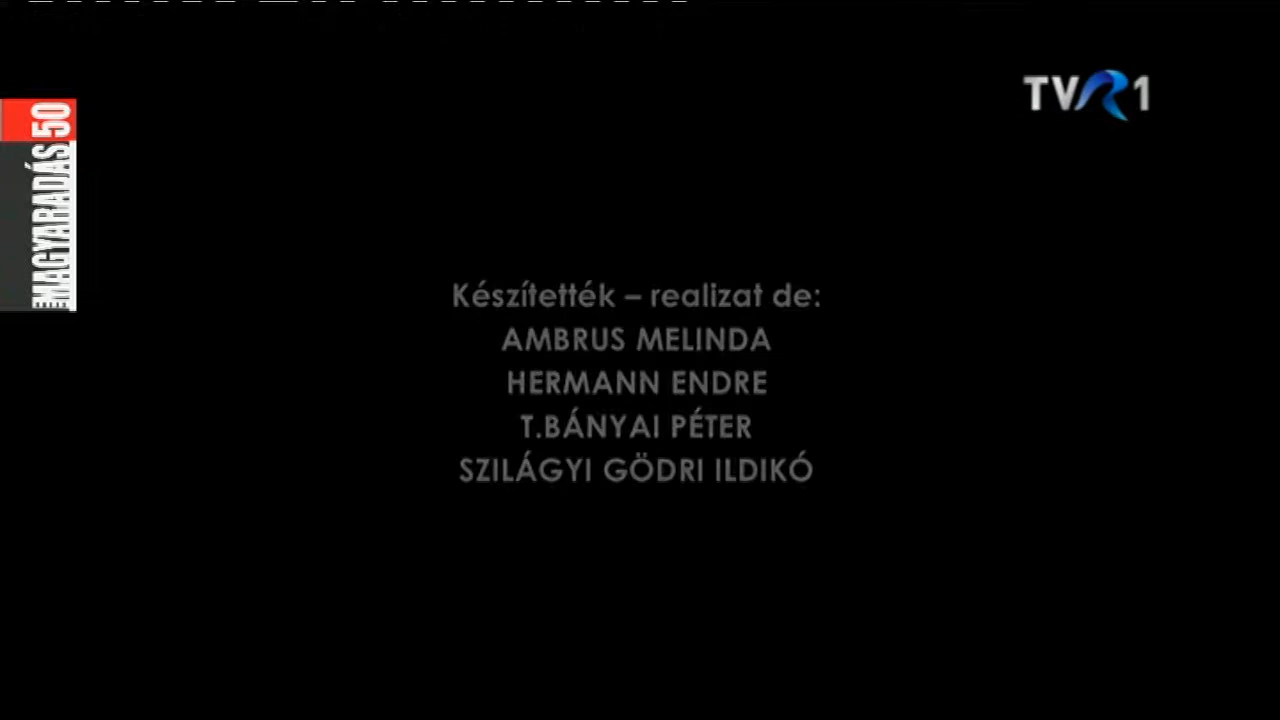 TVR1
MAGYARADÁS 50
Készítették – realizat de:
AMBRUS MELINDA
HERMANN ENDRE
T.BÁNYAI PÉTER
SZILÁGYI GÖDRI ILDIKÓ